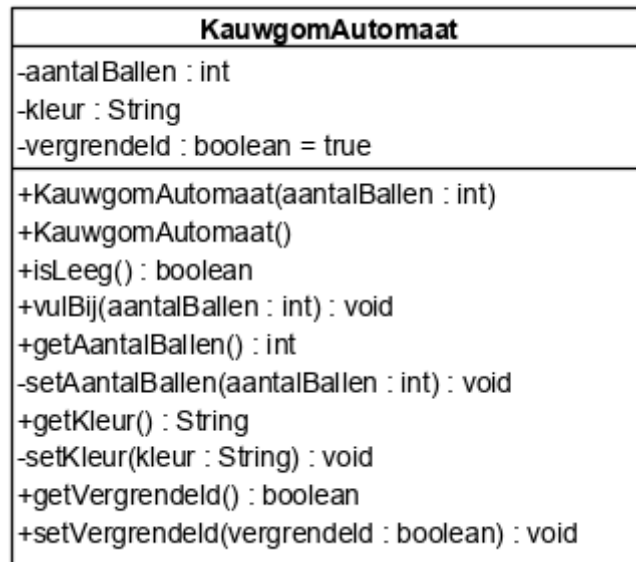 KauwgomAutomaat
-aantalBallen : int
-kleur : String
-vergrendeld : boolean = true
+KauwgomAutomaat(aantalBallen : int)
+KauwgomAutomaat()
+isLeeg() : boolean
+vulBij(aantalBallen : int) : void
+getAantalBallen() : int
-setAantalBallen(aantalBallen : int) : void
+getKleur() : String
-setKleur(kleur : String) : void
+getVergrendeld() : boolean
+setVergrendeld(vergrendeld : boolean) : void